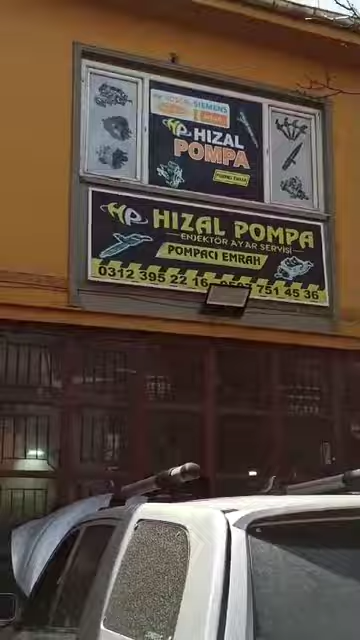 SIEMENS
HP HIZAL
POMPA
POMPACI EMRAH
HP HIZAL POMPA
ENJEKTÖR AYAR SERVİSİ
POMPACI EMRAH
0312 395 22 16 751 45 36